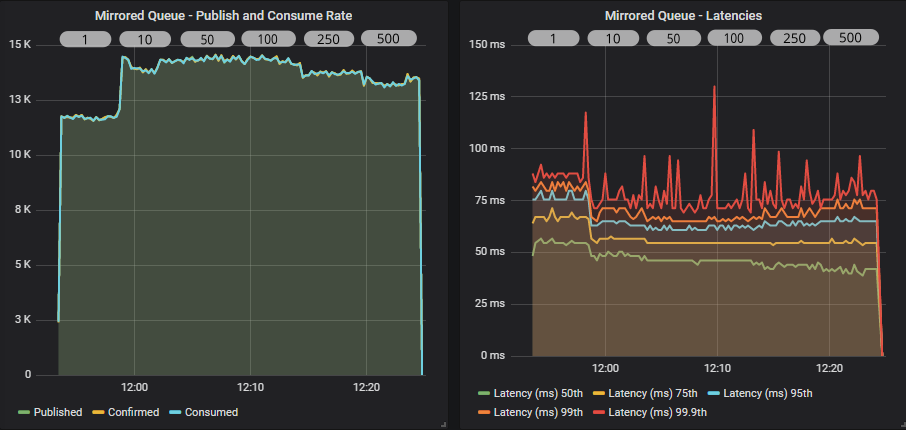 Mirrored Queue - Publish and Consume Rate
1 10 50 100 250 500
15 K
13 K
10 K
8 K
5 K
3 K
0
12:00 12:10 12:20
Published Confirmed Consumed
Mirrored Queue - Latencies
1 10 50 100 250 500
150 ms
125 ms
100 ms
75 ms
50 ms
25 ms
0 ms
12:00 12:10 12:20
Latency (ms) 50th Latency (ms) 75th Latency (ms) 95th
Latency (ms) 99th Latency (ms) 99.9th